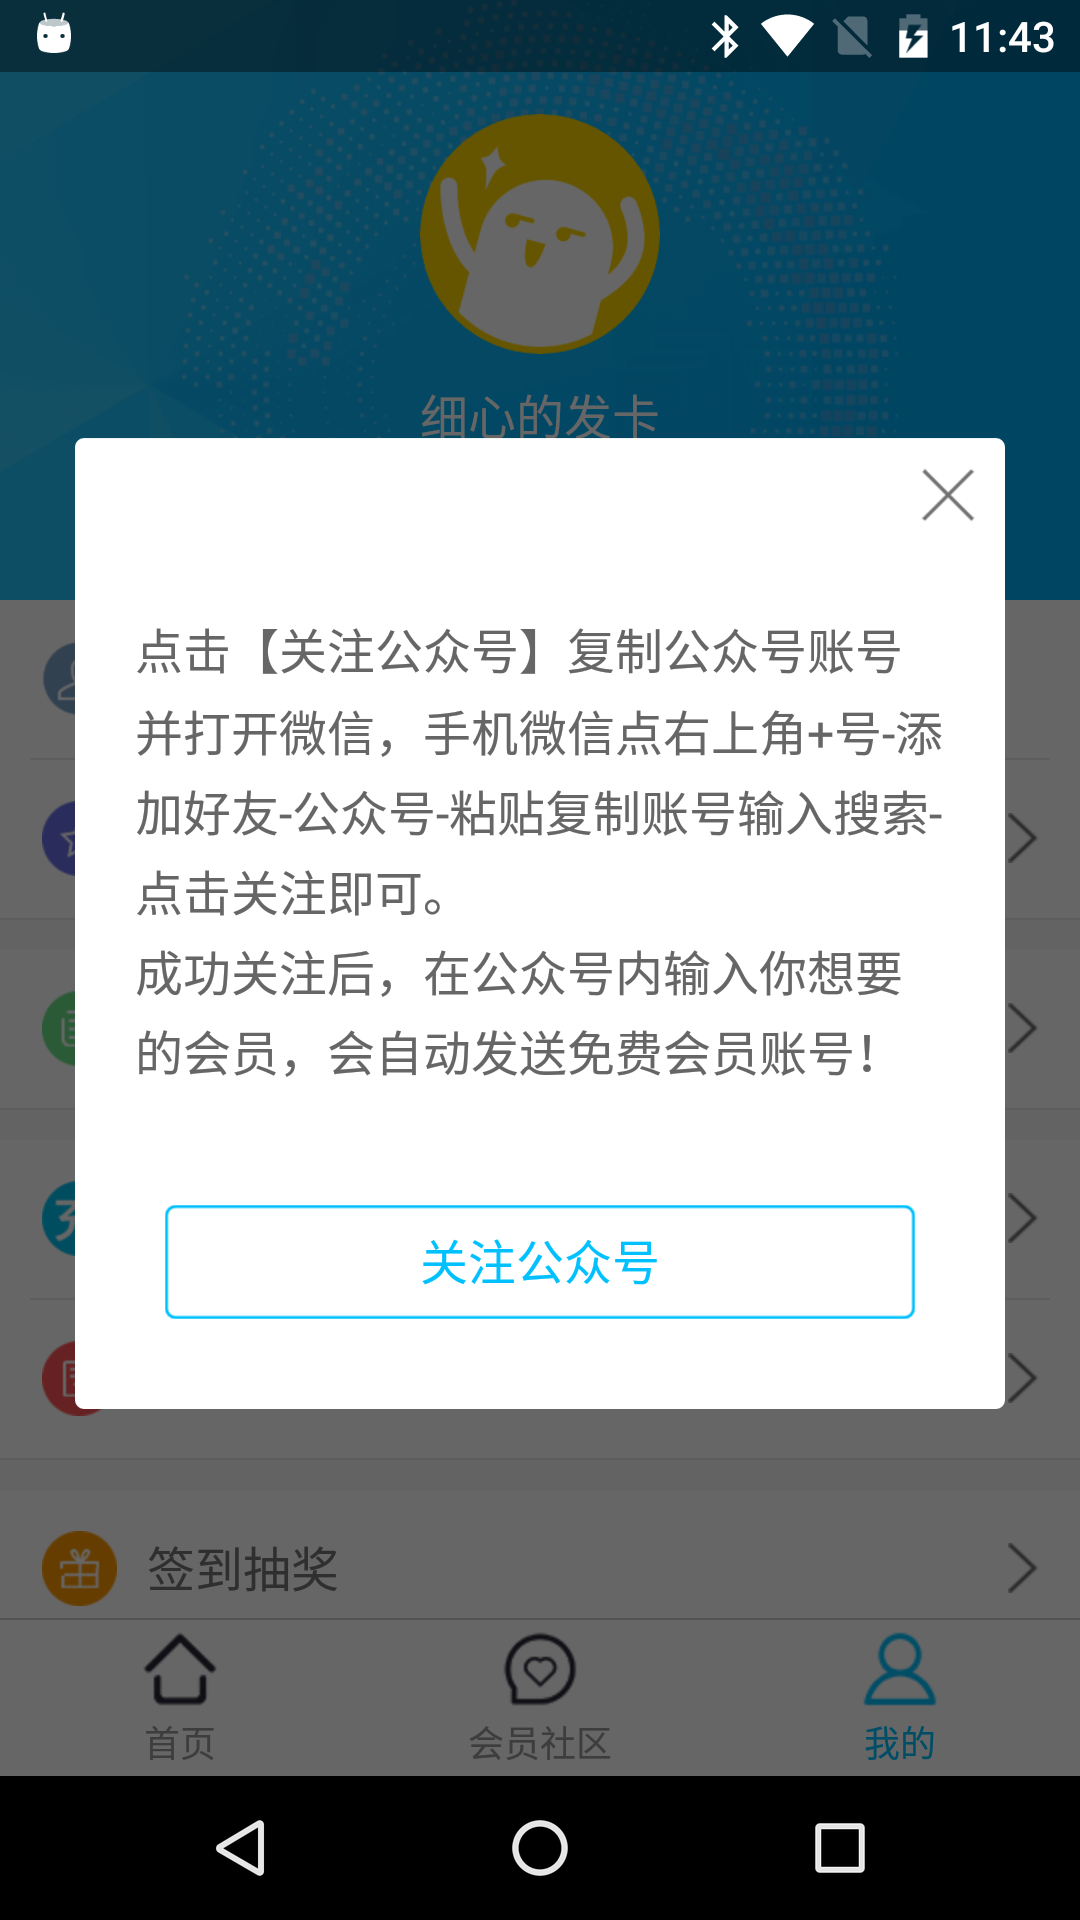 11:43
细心的发卡
点击【关注公众号】复制公众号账号
并打开微信，手机微信点右上角+号-添
加好友-公众号-粘贴复制账号输入搜索-
点击关注即可。
成功关注后，在公众号内输入你想要
的会员，会自动发送免费会员账号！
关注公众号
签到抽奖
首页
会员社区
我的